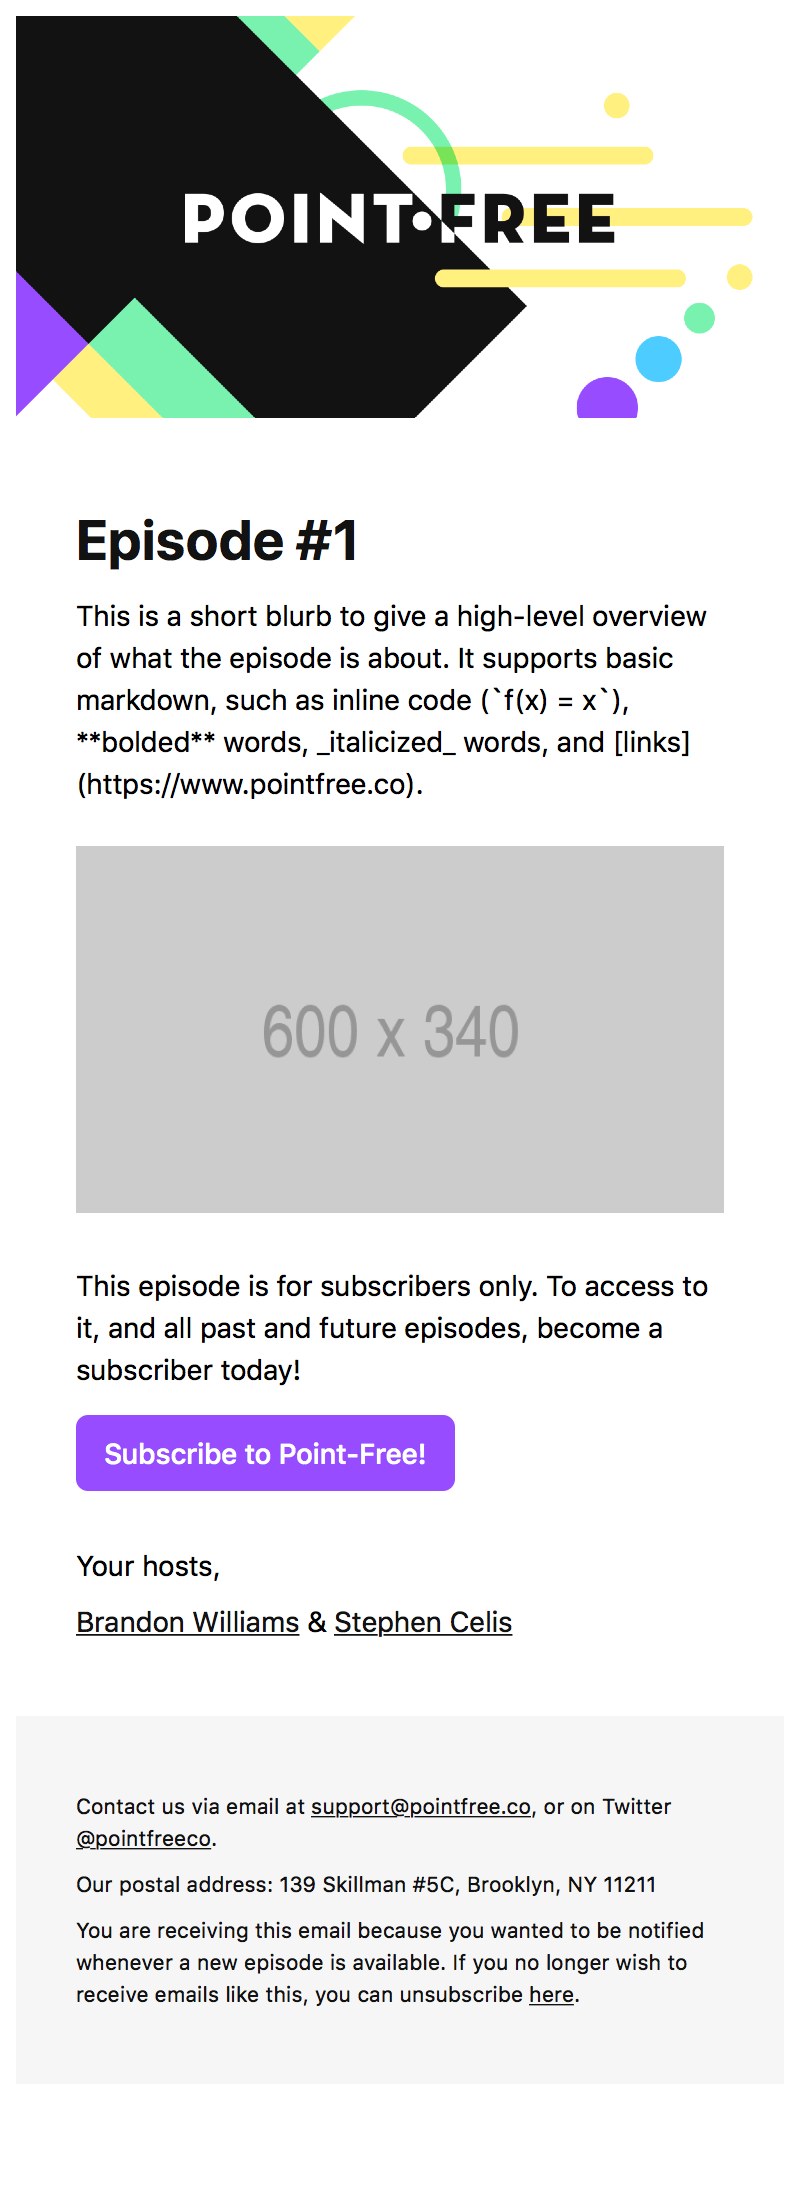 POINT•FREE
Episode #1
This is a short blurb to give a high-level overview
of what the episode is about. It supports basic
markdown, such as inline code (`f(x) = x`),
**bolded** words, _italicized_ words, and [links]
(https://www.pointfree.co).
600 x 340
This episode is for subscribers only. To access to
it, and all past and future episodes, become a
subscriber today!
Subscribe to Point-Free!
Your hosts,
Brandon Williams & Stephen Celis
Contact us via email at support@pointfree.co, or on Twitter
@pointfreeco.
Our postal address: 139 Skillman #5C, Brooklyn, NY 11211
You are receiving this email because you wanted to be notified
whenever a new episode is available. If you no longer wish to
receive emails like this, you can unsubscribe here.